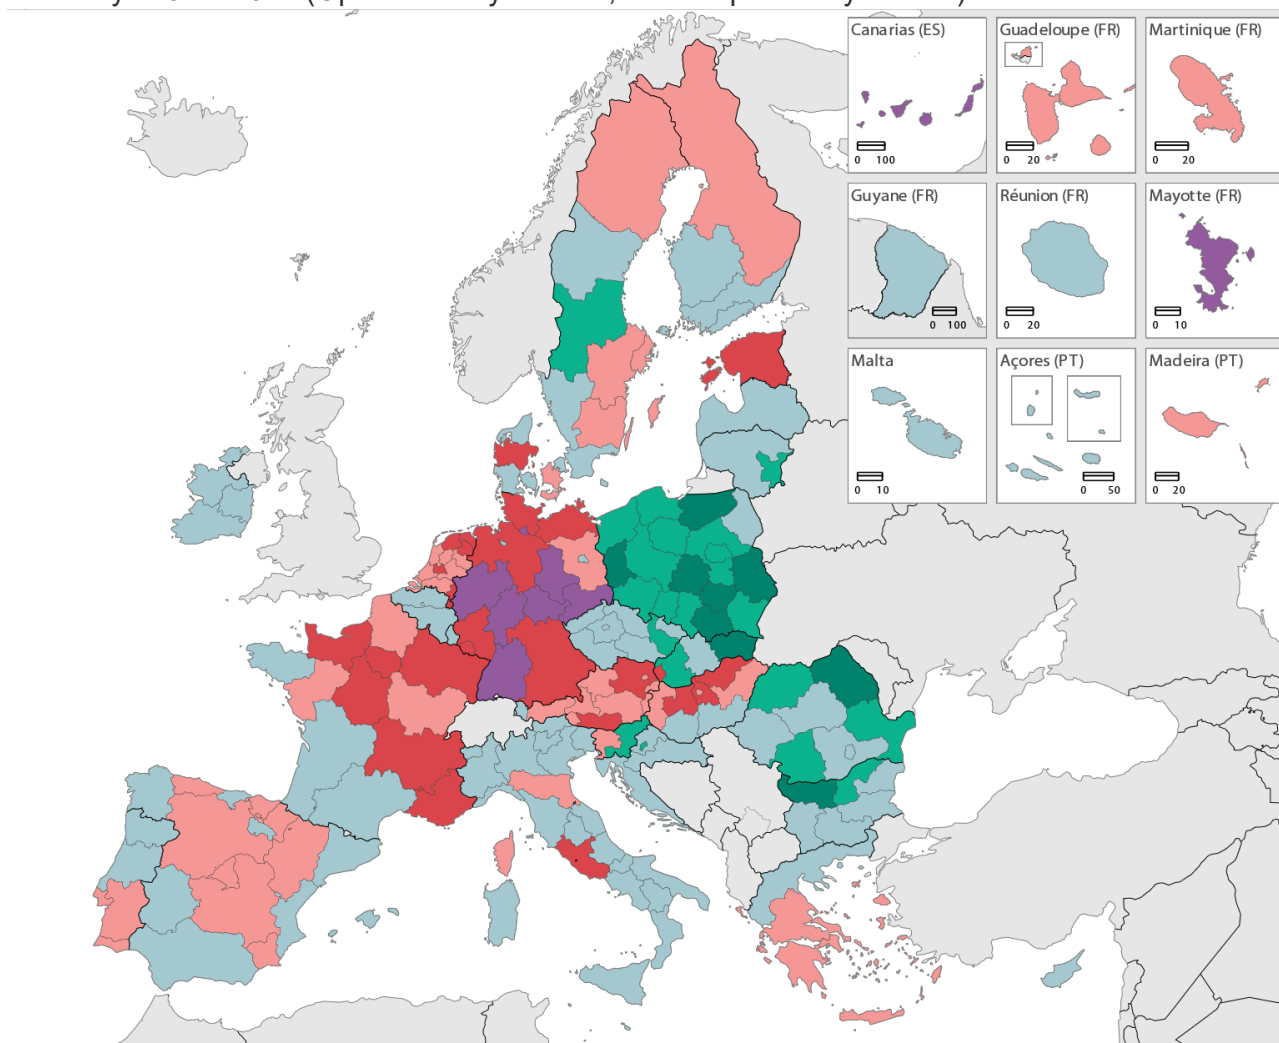 Canarias (ES)
0 100
Guadeloupe (FR)
0 20
Martinique (FR)
0 20
Guyane (FR)
0 100
Réunion (FR)
0 20
Mayotte (FR)
0 10
Malta
0 10
Açores (PT)
0 50
Madeira (PT)
0 20